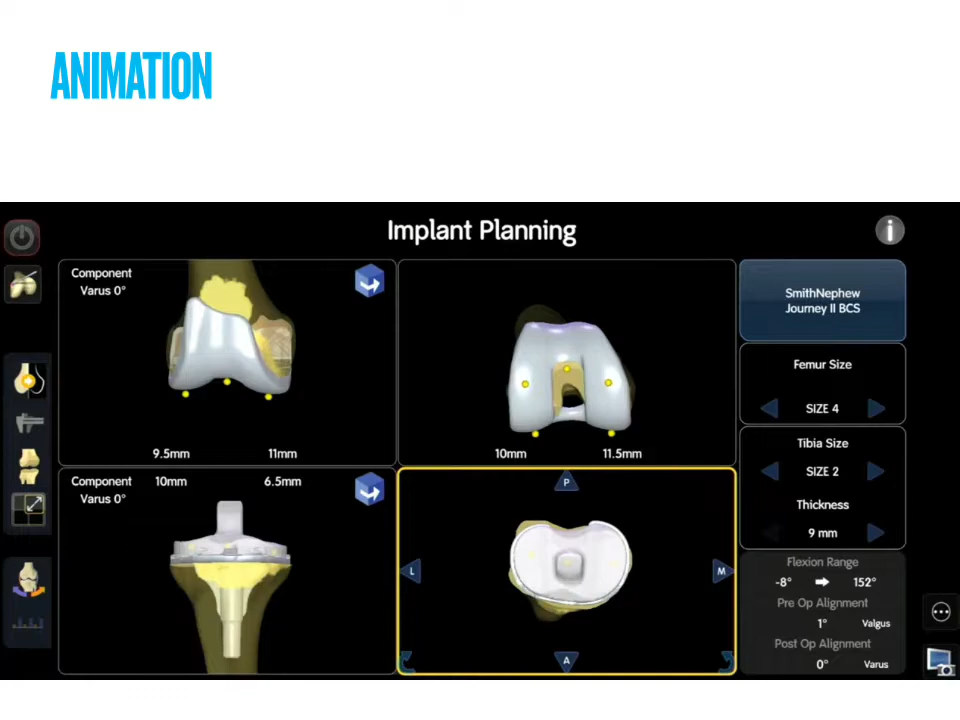 ANIMATION
Implant Planning
i
Component
Varus 0°
9.5mm 11mm
10mm 11.5mm
Component 10mm 6.5mm
Varus 0°
P
L M
A
SmithNephew
Journey II BCS
Femur Size
SIZE 4
Tibia Size
SIZE 2
Thickness
9 mm
Flexion Range
-8° 152°
Pre Op Alignment
1° Valgus
Post Op Alignment
0° Varus